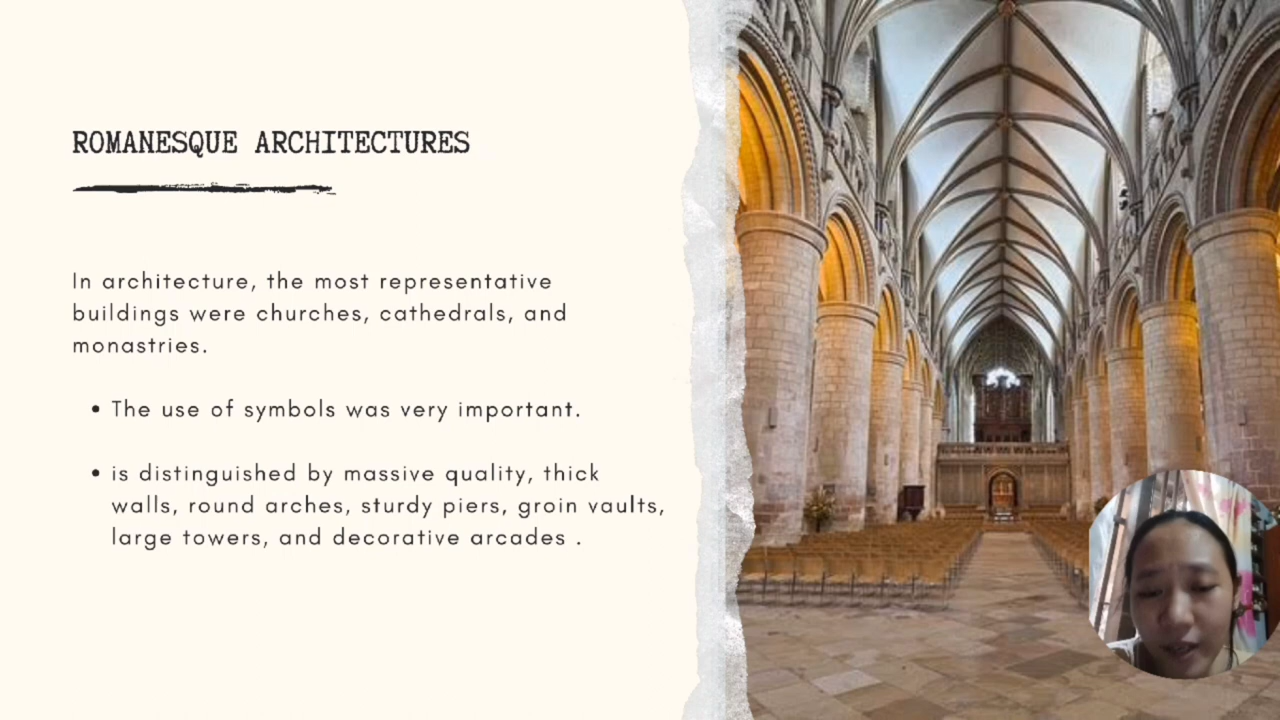 ROMANESQUE ARCHITECTURES
In architecture, the most representative
buildings were churches, cathedrals, and
monastries.
• The use of symbols was very important.
• is distinguished by massive quality, thick
walls, round arches, sturdy piers, groin vaults,
large towers, and decorative arcades .